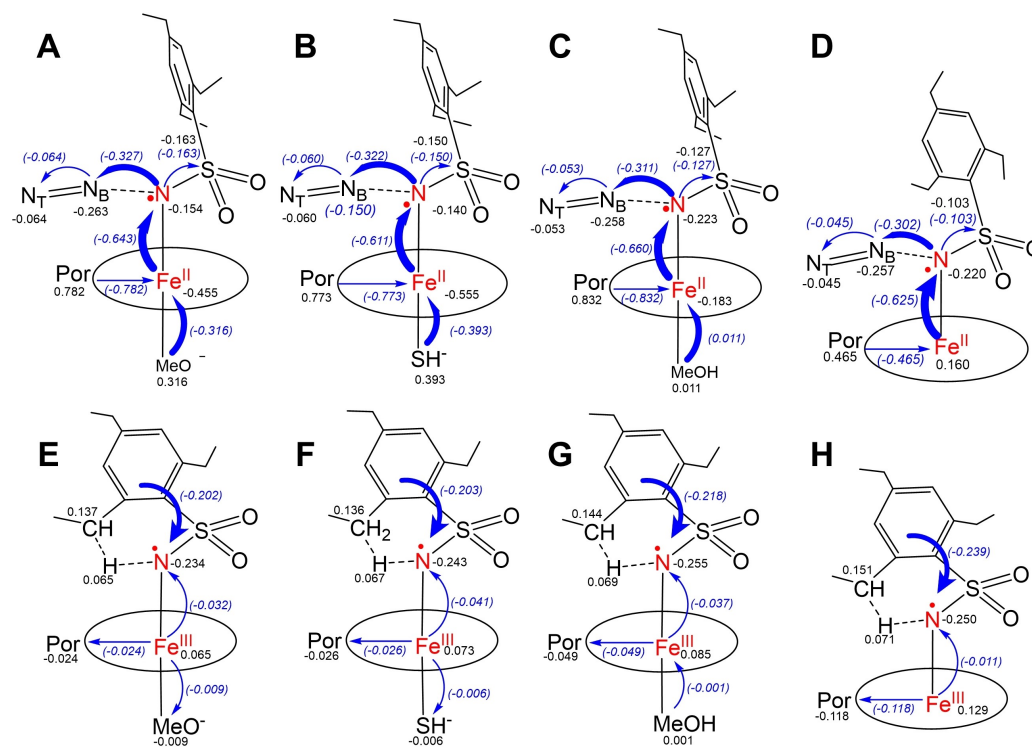 A
-0.163
(-0.064)
(-0.327)
(-0.163)
S
O
O
N_T
N_B
N
-0.064
-0.263
-0.154
(-0.643)
Por
0.782
(-0.782)
Fe^II
-0.455
(-0.316)
MeO^-
0.316
B
-0.150
(-0.060)
(-0.322)
(-0.150)
S
O
O
N_T
N_B
N
-0.060
(-0.150)
-0.140
(-0.611)
Por
0.773
(-0.773)
Fe^II
-0.555
(-0.393)
SH^-
0.393
C
-0.127
(-0.053)
(-0.311)
(-0.127)
S
O
O
N_T
N_B
N
-0.053
-0.258
-0.223
(-0.660)
Por
0.832
(-0.832)
Fe^II
-0.183
(0.011)
MeOH
0.011
D
-0.103
(-0.045)
(-0.302)
(-0.103)
S
O
O
N_T
N_B
N
-0.045
-0.257
-0.220
(-0.625)
Por
0.465
(-0.465)
Fe^II
0.160
E
(-0.202)
0.137
CH
S
O
O
H
N
-0.234
0.065
(-0.032)
Por
-0.024
(-0.024)
Fe^III
0.065
(-0.009)
MeO^-
-0.009
F
(-0.203)
0.136
CH_2
S
O
O
H
N
-0.243
0.067
(-0.041)
Por
-0.026
(-0.026)
Fe^III
0.073
(-0.006)
SH^-
-0.006
G
(-0.218)
0.144
CH
S
O
O
H
N
-0.255
0.069
(-0.037)
Por
-0.049
(-0.049)
Fe^III
0.085
(-0.001)
MeOH
0.001
H
(-0.239)
0.151
CH
S
O
O
H
N
-0.250
0.071
(-0.011)
Por
-0.118
(-0.118)
Fe^III
0.129